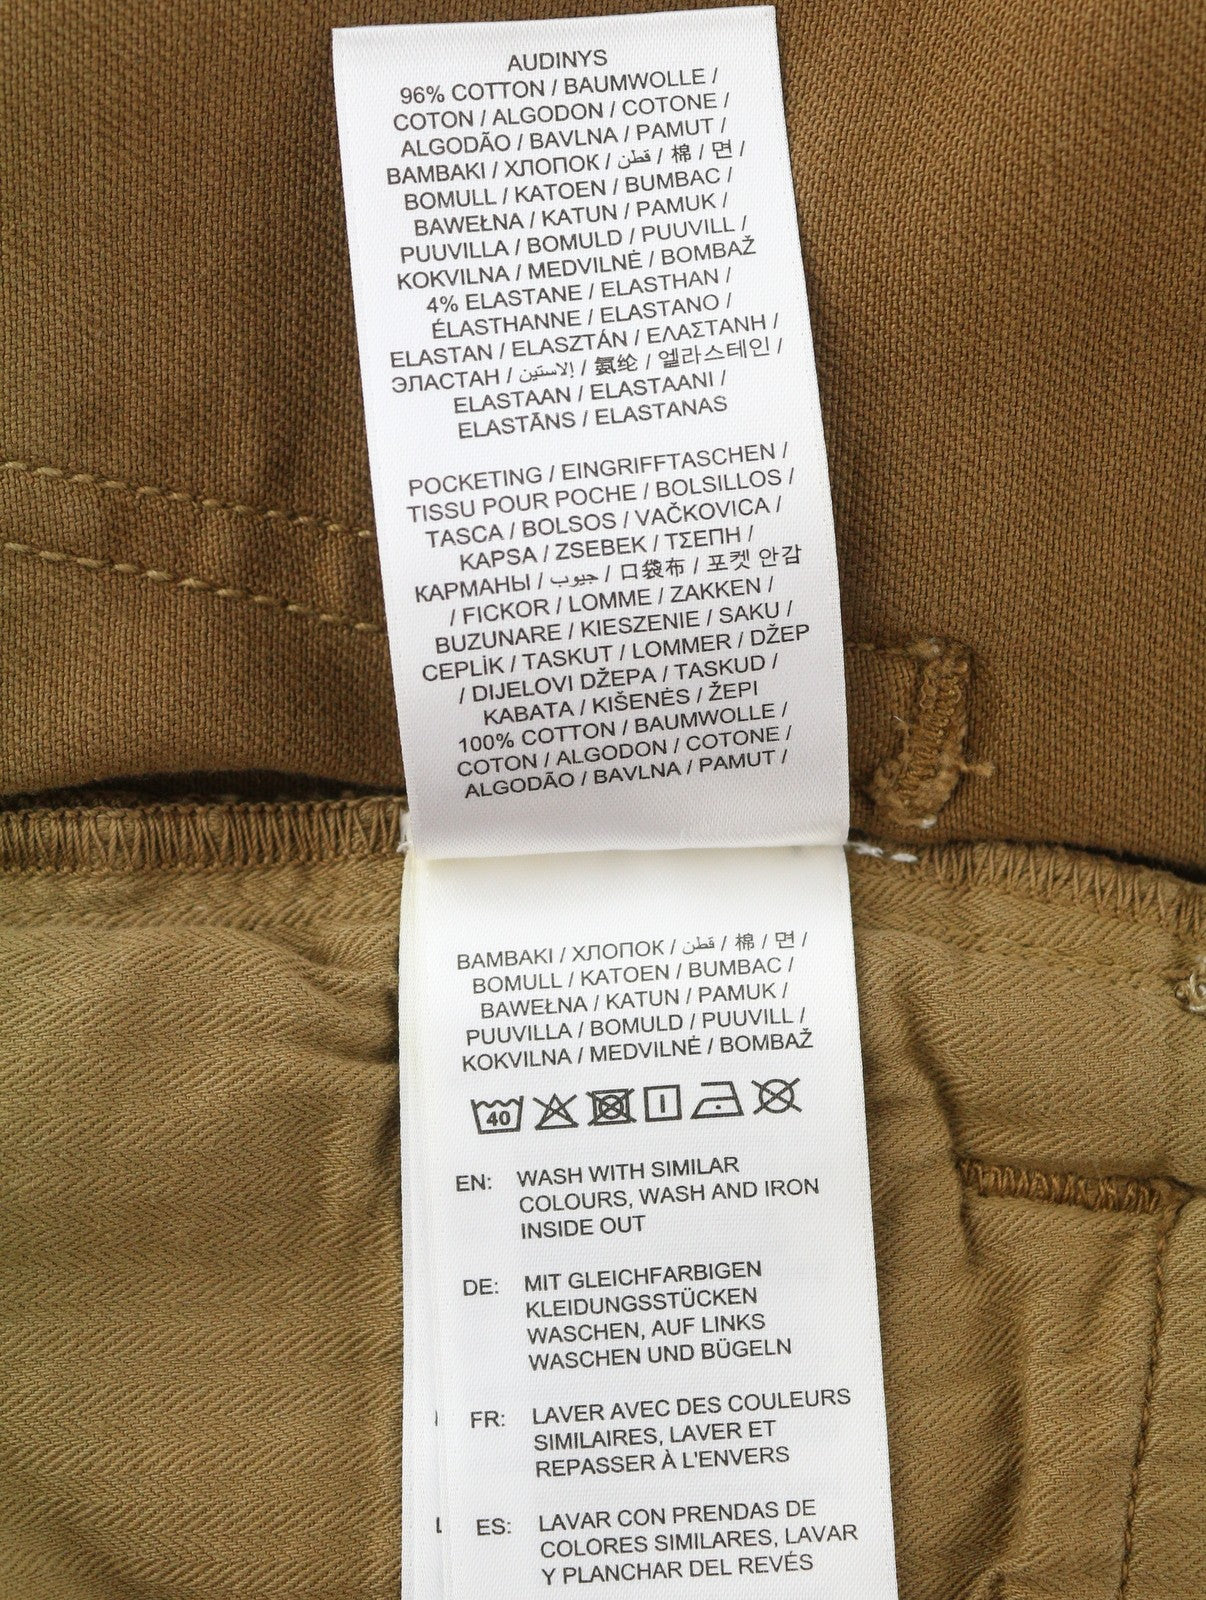 AUDINYS
96% COTTON / BAUMWOLLE /
COTON / ALGODON / COTONE /
ALGODÃO / BAVLNA / PAMUT /
BAMBAKI / ХЛОПОК / قطن / 棉 / 면 /
BOMULL / KATOEN / BUMBAC /
BAWEŁNA / KATUN / PAMUK /
PUUVILLA / BOMULD / PUUVILL /
KOKVILNA / MEDVILNĖ / BOMBAŽ
4% ELASTANE / ELASTHAN /
ÉLASTHANNE / ELASTANO /
ELASTAN / ELASZTÁN / ΕΛΑΣΤΑΝΗ /
ЭЛАСТАН / إلاستين / 氨纶 / 엘라스테인 /
ELASTAAN / ELASTAANI /
ELASTĀNS / ELASTANAS
POCKETING / EINGRIFFTASCHEN /
TISSU POUR POCHE / BOLSILLOS /
TASCA / BOLSOS / VAČKOVICA /
KAPSA / ZSEBEK / ΤΣΕΠΗ /
КАРМАНЫ / جيوب / 口袋布 / 포켓 안감
/ FICKOR / LOMME / ZAKKEN /
BUZUNARE / KIESZENIE / SAKU /
CEPLİK / TASKUT / LOMMER / DŽEP
/ DIJELOVI DŽEPA / TASKUD /
KABATA / KIŠENĖS / ŽEPI
100% COTTON / BAUMWOLLE /
COTON / ALGODON / COTONE /
ALGODÃO / BAVLNA / PAMUT /
BAMBAKI / ХЛОПОК / قطن / 棉 / 면 /
BOMULL / KATOEN / BUMBAC /
BAWEŁNA / KATUN / PAMUK /
PUUVILLA / BOMULD / PUUVILL /
KOKVILNA / MEDVILNĖ / BOMBAŽ
40
EN: WASH WITH SIMILAR
COLOURS, WASH AND IRON
INSIDE OUT
DE: MIT GLEICHFARBIGEN
KLEIDUNGSSTÜCKEN
WASCHEN, AUF LINKS
WASCHEN UND BÜGELN
FR: LAVER AVEC DES COULEURS
SIMILAIRES, LAVER ET
REPASSER À L'ENVERS
ES: LAVAR CON PRENDAS DE
COLORES SIMILARES, LAVAR
Y PLANCHAR DEL REVÉS